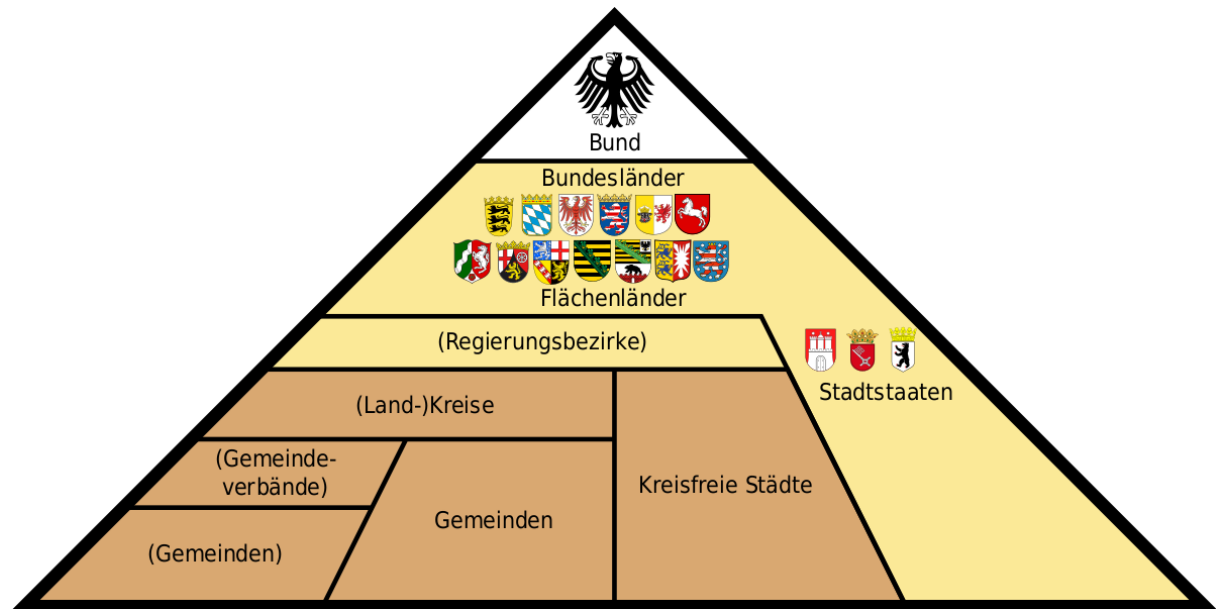 Bund
Bundesländer
Flächenländer
(Regierungsbezirke)
Stadtstaaten
(Land-)Kreise
(Gemeinde-
verbände)
Kreisfreie Städte
Gemeinden
(Gemeinden)